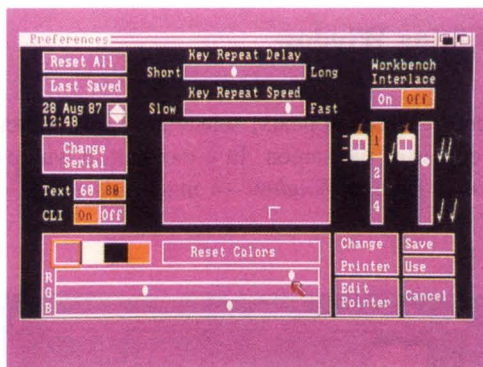 Preferences
Reset All
Last Saved
28 Aug 87
12:48
Change
Serial
Text 60 80
CLI On Off
Key Repeat Delay
Short Long
Key Repeat Speed
Slow Fast
Workbench
Interlace
On Off
1
2
4
Reset Colors
R
G
B
Change
Printer
Edit
Pointer
Save
Use
Cancel